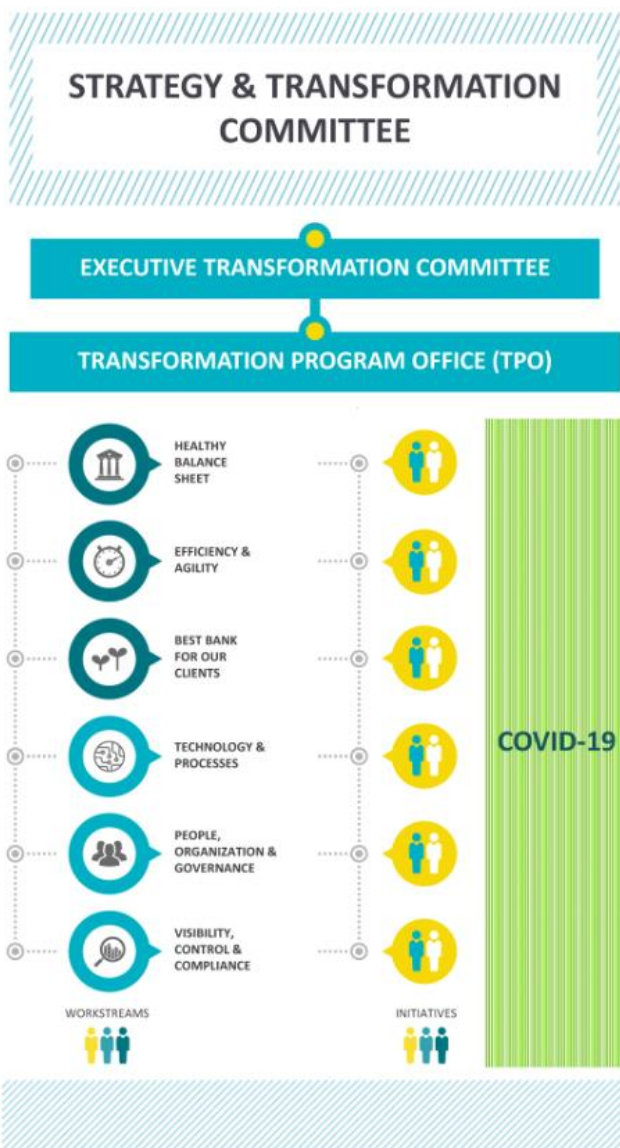 STRATEGY & TRANSFORMATION
COMMITTEE
EXECUTIVE TRANSFORMATION COMMITTEE
TRANSFORMATION PROGRAM OFFICE (TPO)
HEALTHY
BALANCE
SHEET
EFFICIENCY &
AGILITY
BEST BANK
FOR OUR
CLIENTS
TECHNOLOGY &
PROCESSES
PEOPLE,
ORGANIZATION &
GOVERNANCE
VISIBILITY,
CONTROL &
COMPLIANCE
WORKSTREAMS
INITIATIVES
COVID-19